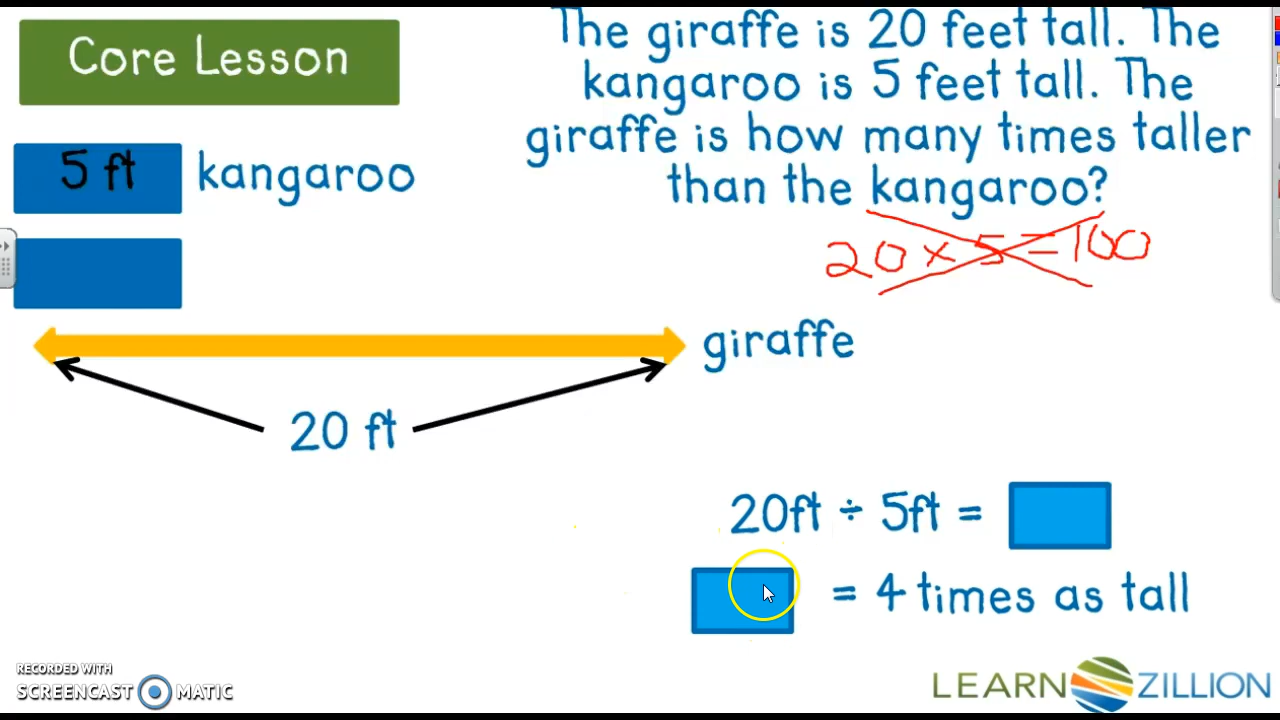 Core Lesson
The giraffe is 20 feet tall. The
kangaroo is 5 feet tall. The
giraffe is how many times taller
than the kangaroo?
5 ft kangaroo
20 x 5 = 100
giraffe
20 ft
20ft ÷ 5ft =
= 4 times as tall
RECORDED WITH
SCREENCAST MATIC
LEARN ZILLION